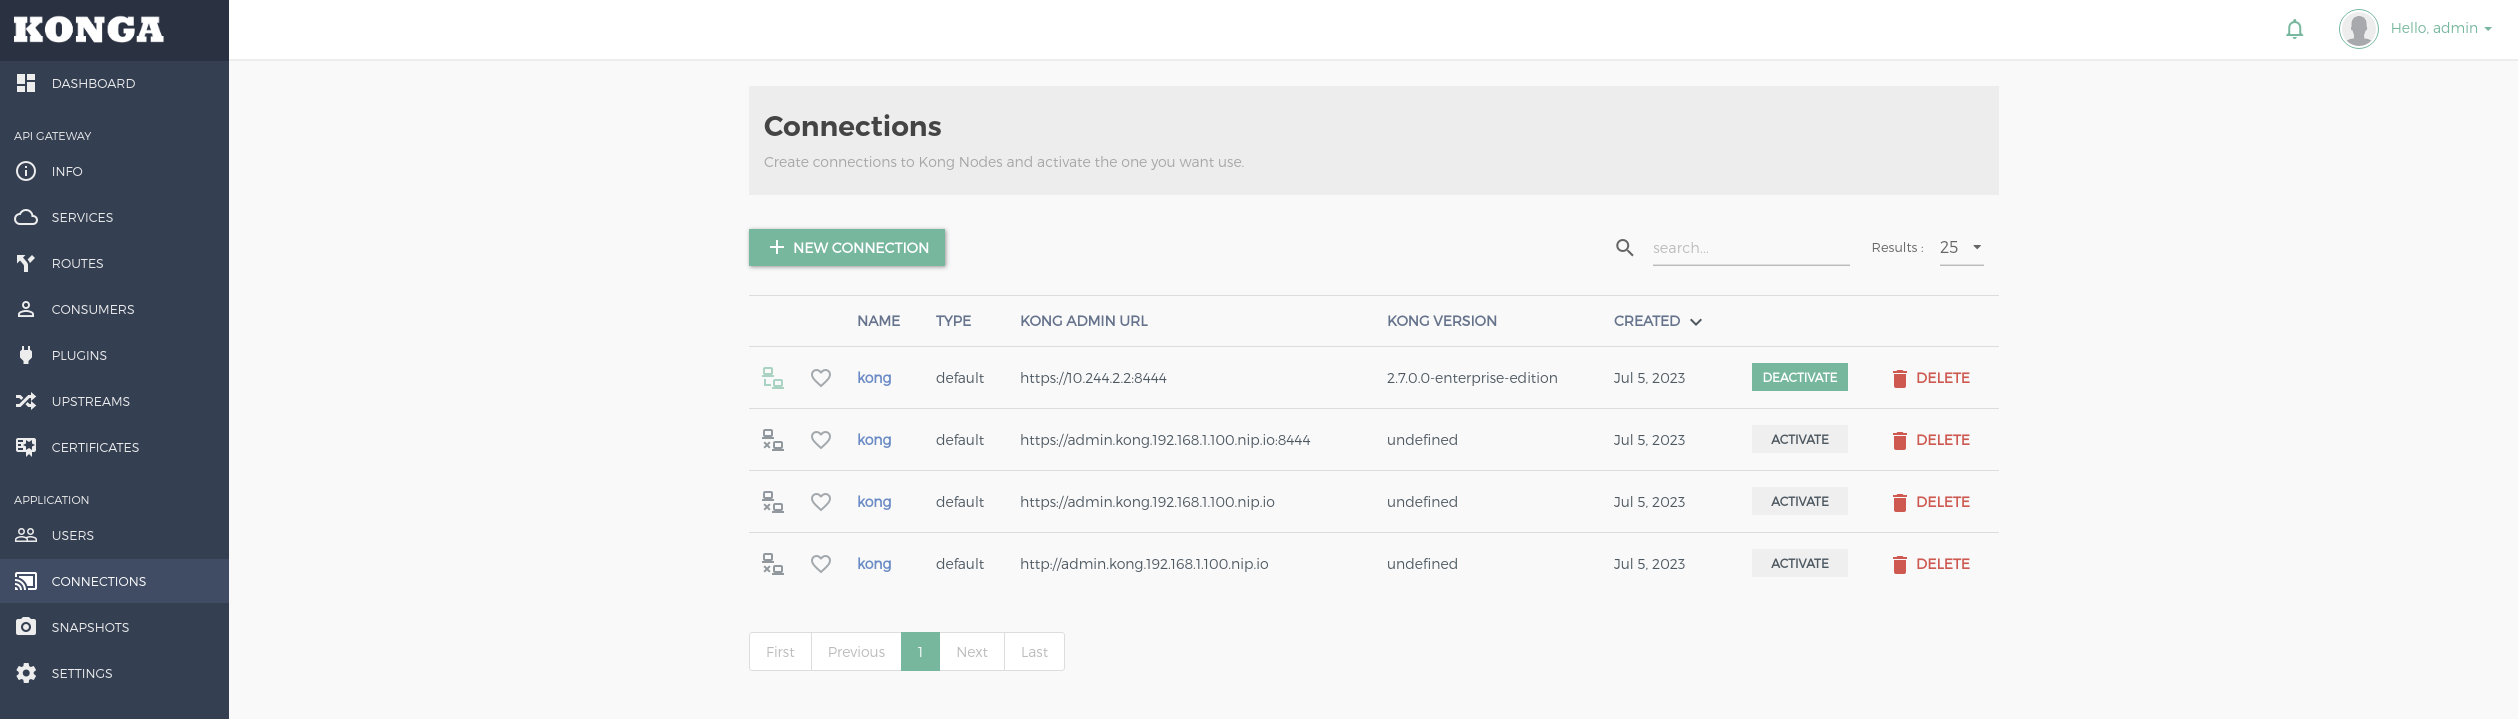 KONGA
Hello, admin
DASHBOARD
API GATEWAY
INFO
SERVICES
ROUTES
CONSUMERS
PLUGINS
UPSTREAMS
CERTIFICATES
APPLICATION
USERS
CONNECTIONS
SNAPSHOTS
SETTINGS
Connections
Create connections to Kong Nodes and activate the one you want use.
NEW CONNECTION search... Results : 25
NAME TYPE KONG ADMIN URL KONG VERSION CREATED
kong default https://10.244.2.2:8444 2.7.0.0-enterprise-edition Jul 5, 2023 DEACTIVATE DELETE
kong default https://admin.kong.192.168.1.100.nip.io:8444 undefined Jul 5, 2023 ACTIVATE DELETE
kong default https://admin.kong.192.168.1.100.nip.io undefined Jul 5, 2023 ACTIVATE DELETE
kong default http://admin.kong.192.168.1.100.nip.io undefined Jul 5, 2023 ACTIVATE DELETE
First Previous 1 Next Last